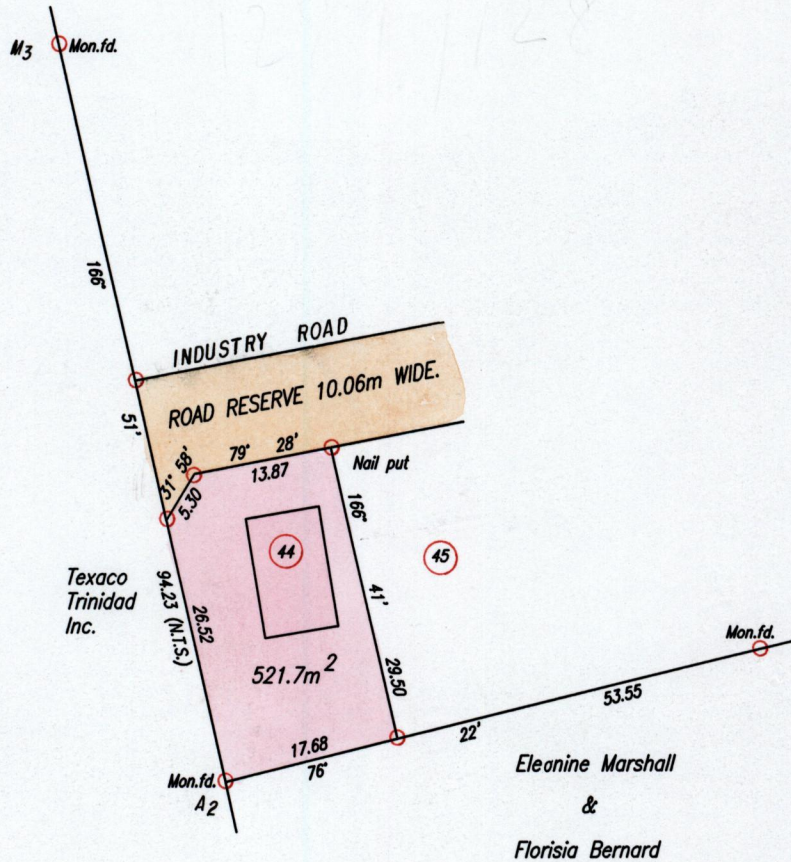 M3
Mon.fd.
166°
INDUSTRY ROAD
ROAD RESERVE 10.06m WIDE.
51'
31° 58'
5.30
79° 28'
13.87
Nail put
166°
44
45
41'
Texaco
Trinidad
Inc.
94.23 (N.T.S.)
26.52
521.7m²
29.50
Mon.fd.
53.55
22'
17.68
76°
Mon.fd.
A2
Eleonine Marshall
&
Florisia Bernard